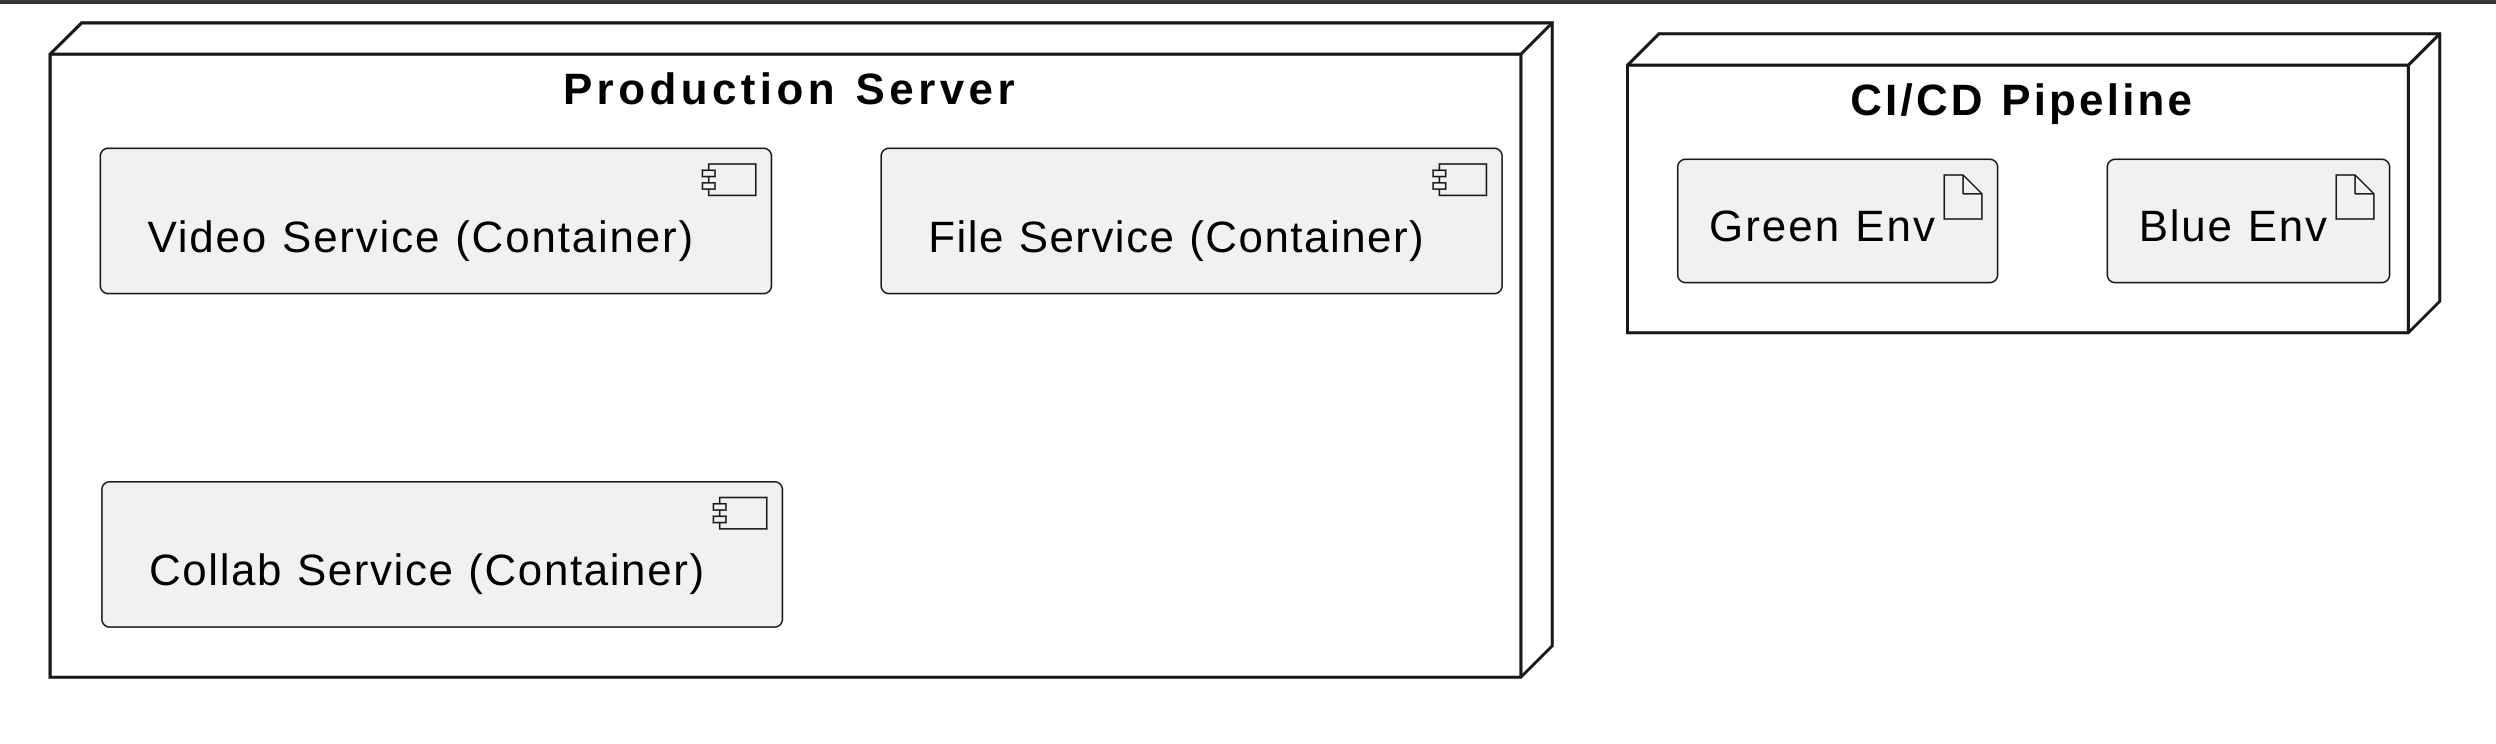 Production Server
Video Service (Container)
File Service (Container)
Collab Service (Container)
CI/CD Pipeline
Green Env
Blue Env